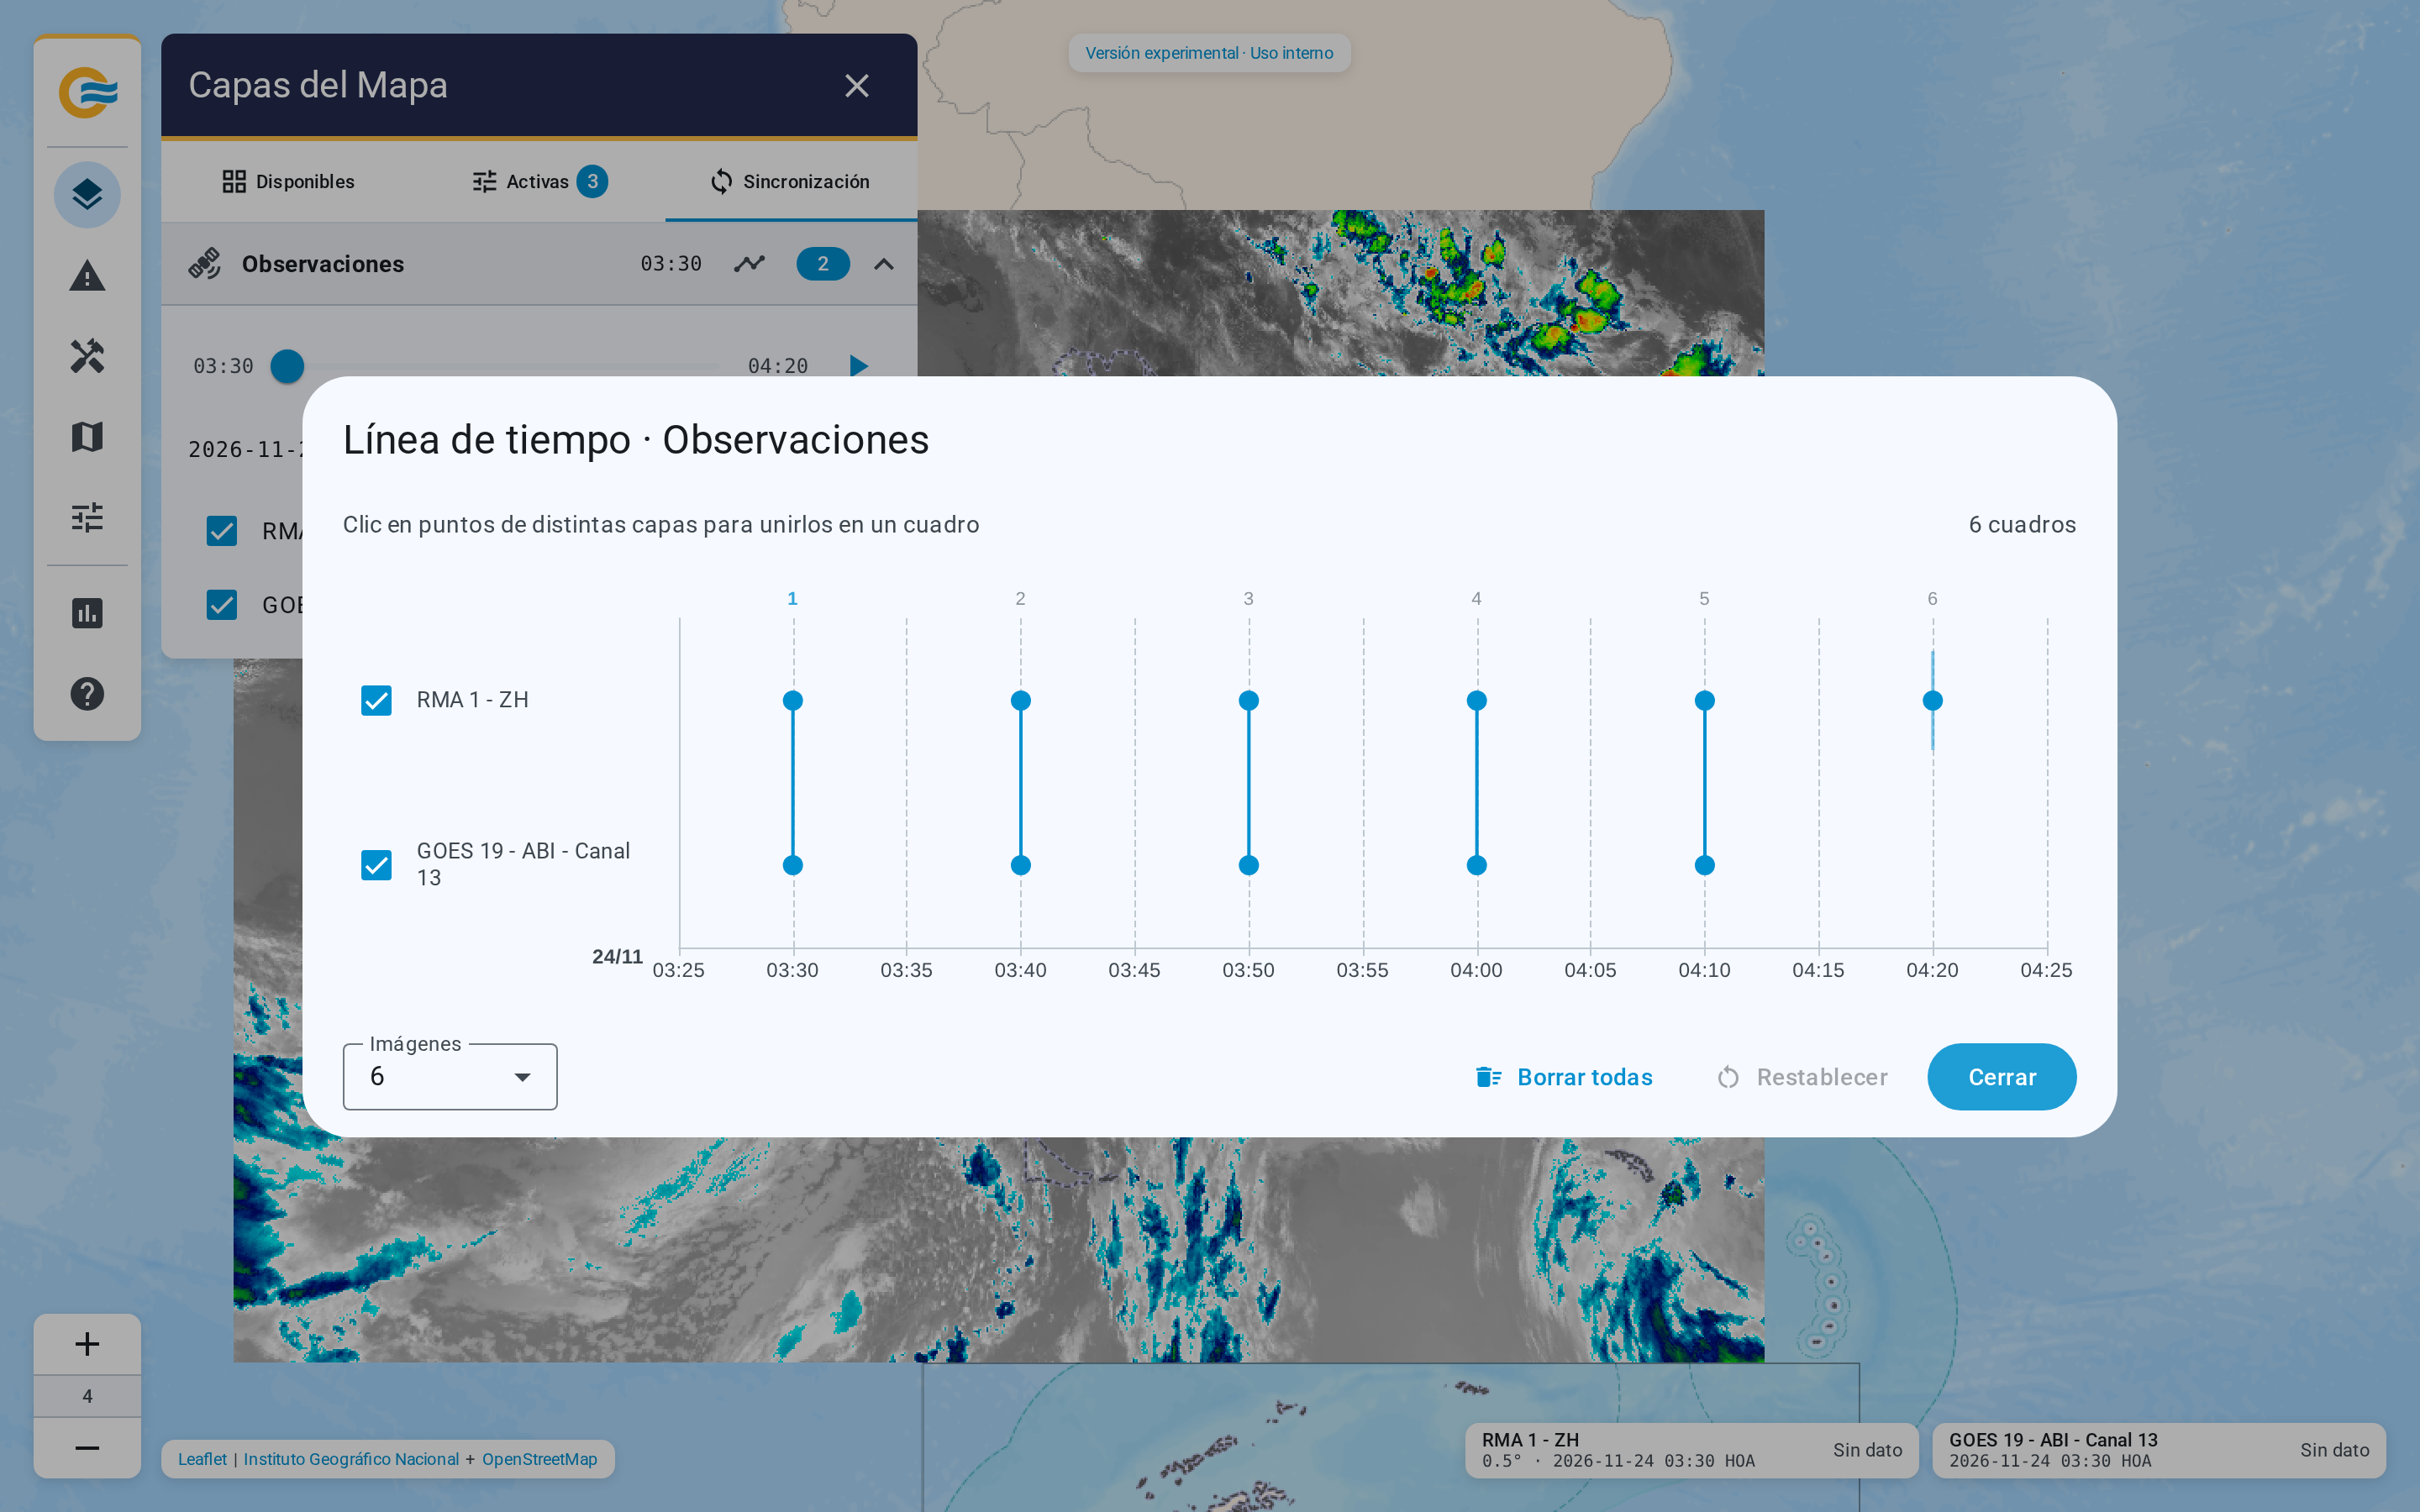 Versión experimental · Uso interno
Capas del Mapa
Disponibles
Activas 3
Sincronización
Observaciones
03:30
2
03:30
04:20
2026-11-2
RMA
GOE
Línea de tiempo · Observaciones
Clic en puntos de distintas capas para unirlos en un cuadro
6 cuadros
1 2 3 4 5 6
RMA 1 - ZH
GOES 19 - ABI - Canal
13
24/11
03:25 03:30 03:35 03:40 03:45 03:50 03:55 04:00 04:05 04:10 04:15 04:20 04:25
Imágenes
6
Borrar todas
Restablecer
Cerrar
+
4
−
Leaflet | Instituto Geográfico Nacional + OpenStreetMap
RMA 1 - ZH
0.5° · 2026-11-24 03:30 HOA
Sin dato
GOES 19 - ABI - Canal 13
2026-11-24 03:30 HOA
Sin dato